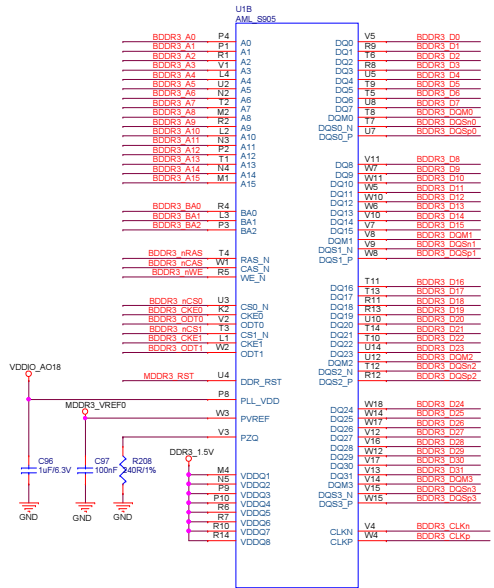 U1B
AML_S905
BDDR3_A0 P4 A0
BDDR3_A1 P1 A1
BDDR3_A2 R1 A2
BDDR3_A3 V1 A3
BDDR3_A4 L4 A4
BDDR3_A5 U2 A5
BDDR3_A6 N2 A6
BDDR3_A7 T2 A7
BDDR3_A8 M2 A8
BDDR3_A9 R2 A9
BDDR3_A10 L2 A10
BDDR3_A11 N3 A11
BDDR3_A12 P2 A12
BDDR3_A13 T1 A13
BDDR3_A14 N4 A14
BDDR3_A15 M1 A15
BDDR3_BA0 R4 BA0
BDDR3_BA1 L3 BA1
BDDR3_BA2 P3 BA2
BDDR3_nRAS T4 RAS_N
BDDR3_nCAS W1 CAS_N
BDDR3_nWE R5 WE_N
BDDR3_nCS0 U3 CS0_N
BDDR3_CKE0 K2 CKE0
BDDR3_ODT0 V2 ODT0
BDDR3_nCS1 T3 CS1_N
BDDR3_CKE1 L1 CKE1
BDDR3_ODT1 W2 ODT1
MDDR3_RST U4 DDR_RST
VDDIO_AO18 P8 PLL_VDD
MDDR3_VREF0 W3 PVREF
V3 PZQ
C96
1uF/6.3V
C97
100nF
R208
240R/1%
GND
GND
GND
DDR3_1.5V
M4 VDDQ1
N5 VDDQ2
P9 VDDQ3
P10 VDDQ4
R6 VDDQ5
R7 VDDQ6
R10 VDDQ7
R14 VDDQ8
DQ0 V5 BDDR3_D0
DQ1 R9 BDDR3_D1
DQ2 T6 BDDR3_D2
DQ3 R8 BDDR3_D3
DQ4 U5 BDDR3_D4
DQ5 T9 BDDR3_D5
DQ6 T5 BDDR3_D6
DQ7 U8 BDDR3_D7
DQM0 T8 BDDR3_DQM0
DQS0_N T7 BDDR3_DQSn0
DQS0_P U7 BDDR3_DQSp0
DQ8 V11 BDDR3_D8
DQ9 W7 BDDR3_D9
DQ10 W11 BDDR3_D10
DQ11 W5 BDDR3_D11
DQ12 W10 BDDR3_D12
DQ13 W6 BDDR3_D13
DQ14 V10 BDDR3_D14
DQ15 V7 BDDR3_D15
DQM1 V8 BDDR3_DQM1
DQS1_N V9 BDDR3_DQSn1
DQS1_P W8 BDDR3_DQSp1
DQ16 T11 BDDR3_D16
DQ17 T13 BDDR3_D17
DQ18 R11 BDDR3_D18
DQ19 R13 BDDR3_D19
DQ20 U10 BDDR3_D20
DQ21 T14 BDDR3_D21
DQ22 T10 BDDR3_D22
DQ23 U14 BDDR3_D23
DQM2 U12 BDDR3_DQM2
DQS2_N T12 BDDR3_DQSn2
DQS2_P R12 BDDR3_DQSp2
DQ24 W18 BDDR3_D24
DQ25 W14 BDDR3_D25
DQ26 W17 BDDR3_D26
DQ27 V12 BDDR3_D27
DQ28 V16 BDDR3_D28
DQ29 W12 BDDR3_D29
DQ30 V17 BDDR3_D30
DQ31 V13 BDDR3_D31
DQM3 V14 BDDR3_DQM3
DQS3_N V15 BDDR3_DQSn3
DQS3_P W15 BDDR3_DQSp3
CLKN V4 BDDR3_CLKn
CLKP W4 BDDR3_CLKp